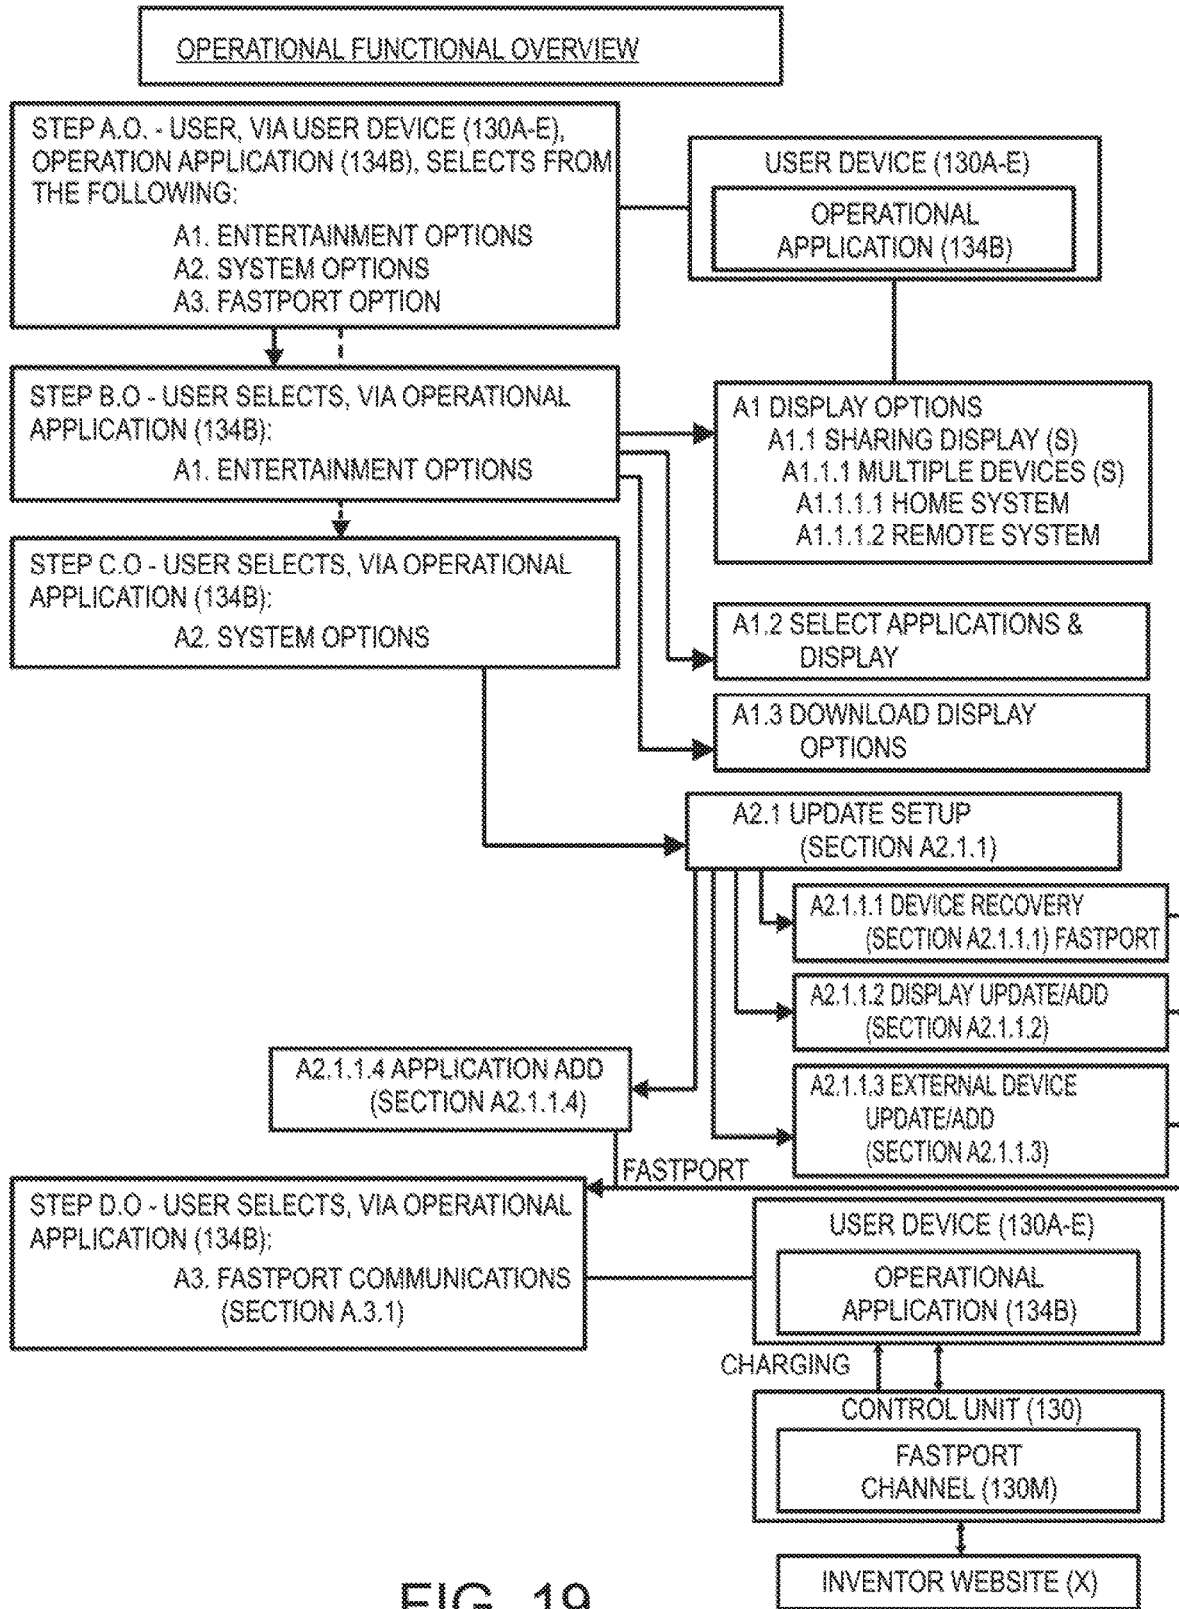 OPERATIONAL FUNCTIONAL OVERVIEW
STEP A.O. - USER, VIA USER DEVICE (130A-E),
OPERATION APPLICATION (134B), SELECTS FROM
THE FOLLOWING:
A1. ENTERTAINMENT OPTIONS
A2. SYSTEM OPTIONS
A3. FASTPORT OPTION
USER DEVICE (130A-E)
OPERATIONAL
APPLICATION (134B)
STEP B.O - USER SELECTS, VIA OPERATIONAL
APPLICATION (134B):
A1. ENTERTAINMENT OPTIONS
A1 DISPLAY OPTIONS
A1.1 SHARING DISPLAY (S)
A1.1.1 MULTIPLE DEVICES (S)
A1.1.1.1 HOME SYSTEM
A1.1.1.2 REMOTE SYSTEM
STEP C.O - USER SELECTS, VIA OPERATIONAL
APPLICATION (134B):
A2. SYSTEM OPTIONS
A1.2 SELECT APPLICATIONS &
DISPLAY
A1.3 DOWNLOAD DISPLAY
OPTIONS
A2.1 UPDATE SETUP
(SECTION A2.1.1)
A2.1.1.1 DEVICE RECOVERY
(SECTION A2.1.1.1) FASTPORT
A2.1.1.2 DISPLAY UPDATE/ADD
(SECTION A2.1.1.2)
A2.1.1.4 APPLICATION ADD
(SECTION A2.1.1.4)
A2.1.1.3 EXTERNAL DEVICE
UPDATE/ADD
(SECTION A2.1.1.3)
FASTPORT
STEP D.O - USER SELECTS, VIA OPERATIONAL
APPLICATION (134B):
A3. FASTPORT COMMUNICATIONS
(SECTION A.3.1)
USER DEVICE (130A-E)
OPERATIONAL
APPLICATION (134B)
CHARGING
CONTROL UNIT (130)
FASTPORT
CHANNEL (130M)
INVENTOR WEBSITE (X)
FIG. 19